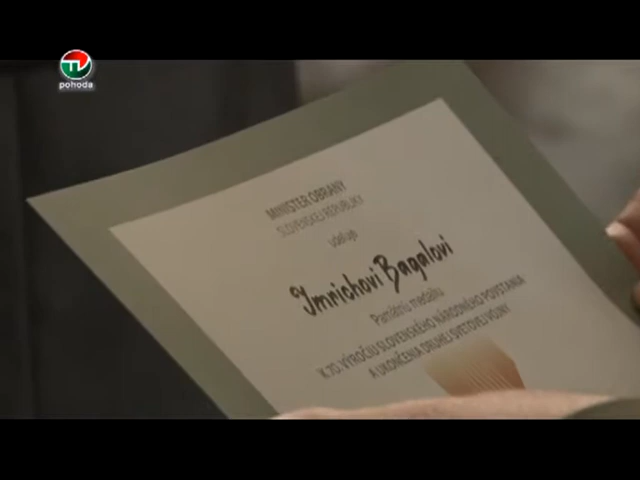 TV
pohoda
MINISTER OBRANY
SLOVENSKEJ REPUBLIKY
udeľuje
Imrichovi Bagalovi
Pamätnú medailu
K 70. VÝROČIU SLOVENSKÉHO NÁRODNÉHO POVSTANIA
A UKONČENIA DRUHEJ SVETOVEJ VOJNY